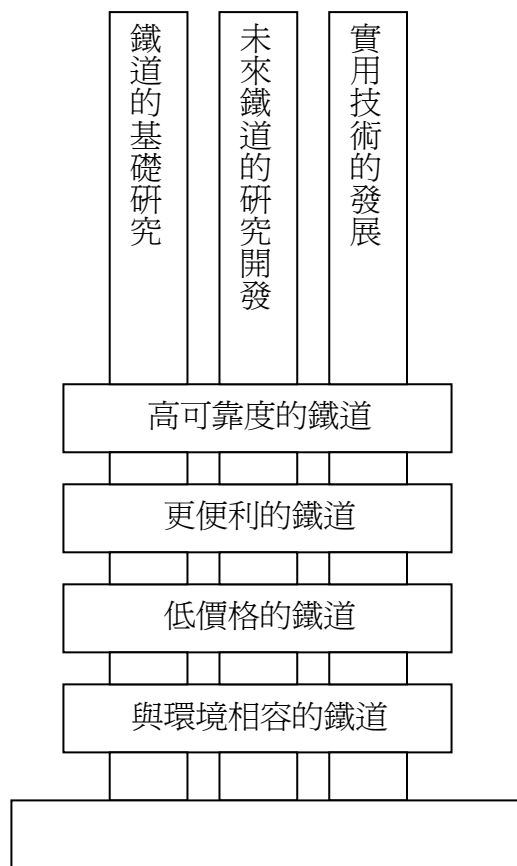 鐵道的基礎研究
未來鐵道的研究開發
實用技術的發展
高可靠度的鐵道
更便利的鐵道
低價格的鐵道
與環境相容的鐵道